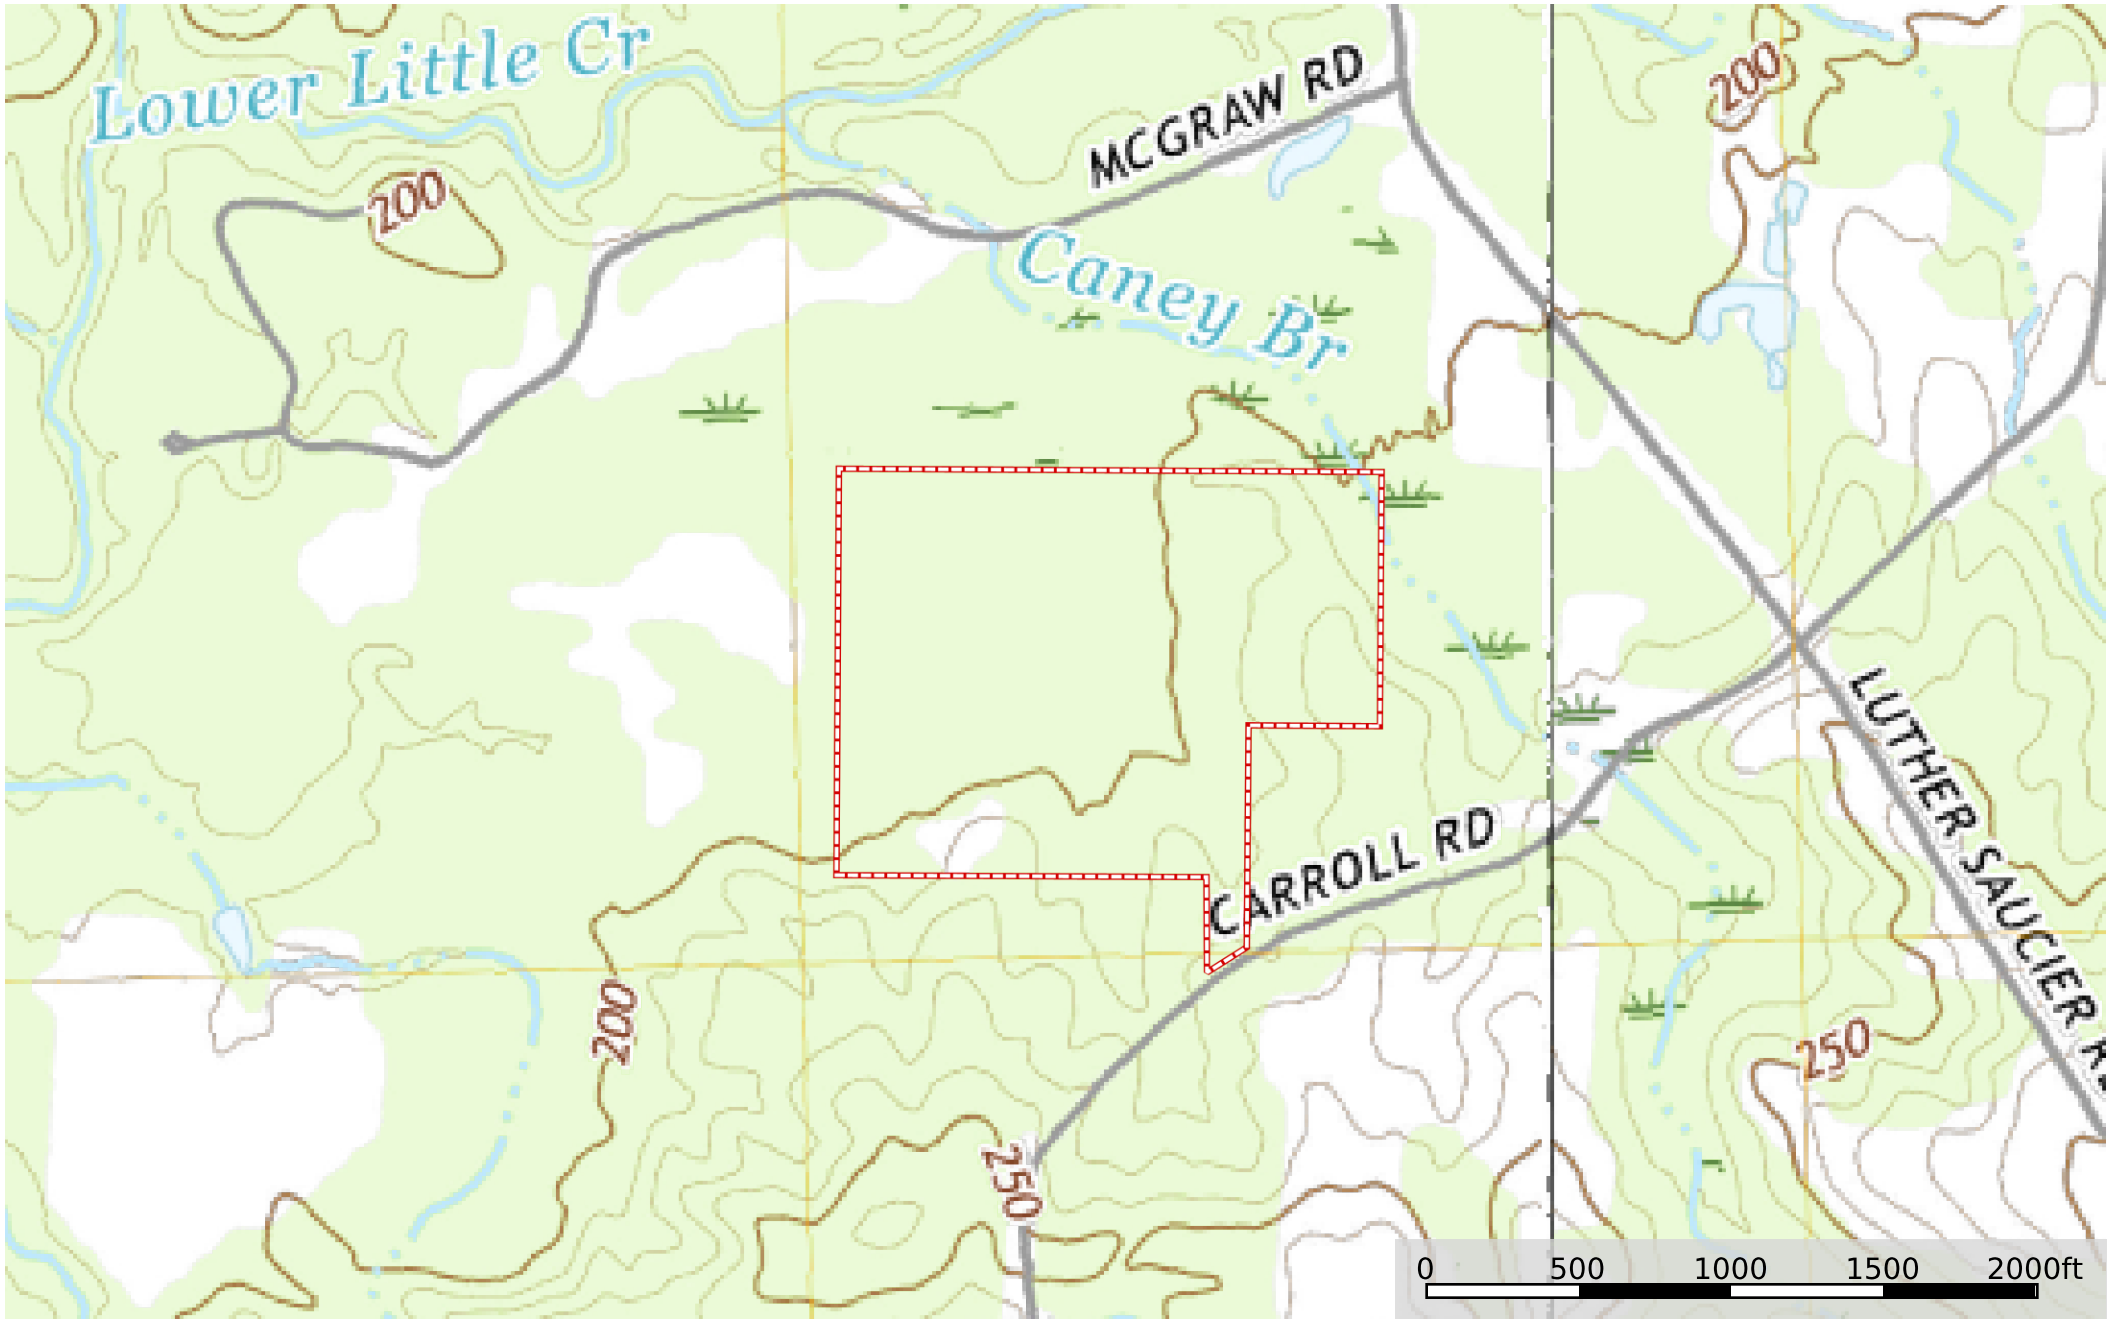 Lower Little Cr
MCGRAW RD
200
200
Caney Br
LUTHER SAUCIER R
CARROLL RD
200
250
250
0 500 1000 1500 2000ft